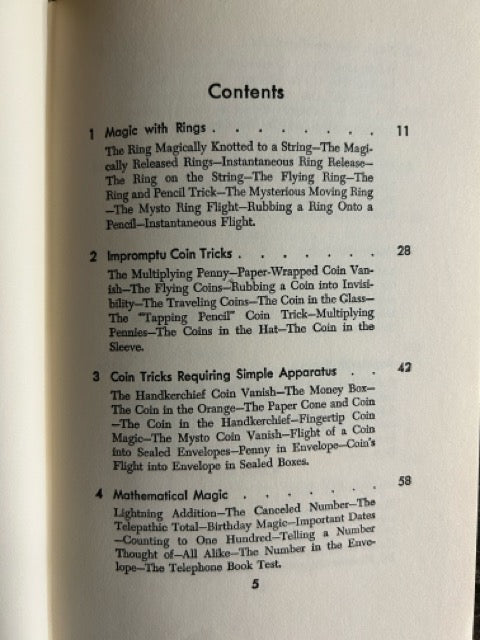 Contents
1 Magic with Rings . . . . . . . . 11
The Ring Magically Knotted to a String—The Magi-
cally Released Rings—Instantaneous Ring Release—
The Ring on the String—The Flying Ring—The
Ring and Pencil Trick—The Mysterious Moving Ring
—The Mysto Ring Flight—Rubbing a Ring Onto a
Pencil—Instantaneous Flight.
2 Impromptu Coin Tricks . . . . . . . 28
The Multiplying Penny—Paper-Wrapped Coin Van-
ish—The Flying Coins—Rubbing a Coin into Invisi-
bility—The Traveling Coins—The Coin in the Glass—
The "Tapping Pencil" Coin Trick—Multiplying
Pennies—The Coins in the Hat—The Coin in the
Sleeve.
3 Coin Tricks Requiring Simple Apparatus . . 42
The Handkerchief Coin Vanish—The Money Box—
The Coin in the Orange—The Paper Cone and Coin
—The Coin in the Handkerchief—Fingertip Coin
Magic—The Mysto Coin Vanish—Flight of a Coin
into Sealed Envelopes—Penny in Envelope—Coin's
Flight into Envelope in Sealed Boxes.
4 Mathematical Magic . . . . . . . 58
Lightning Addition—The Canceled Number—The
Telepathic Total—Birthday Magic—Important Dates
—Counting to One Hundred—Telling a Number
Thought of—All Alike—The Number in the Enve-
lope—The Telephone Book Test.
5